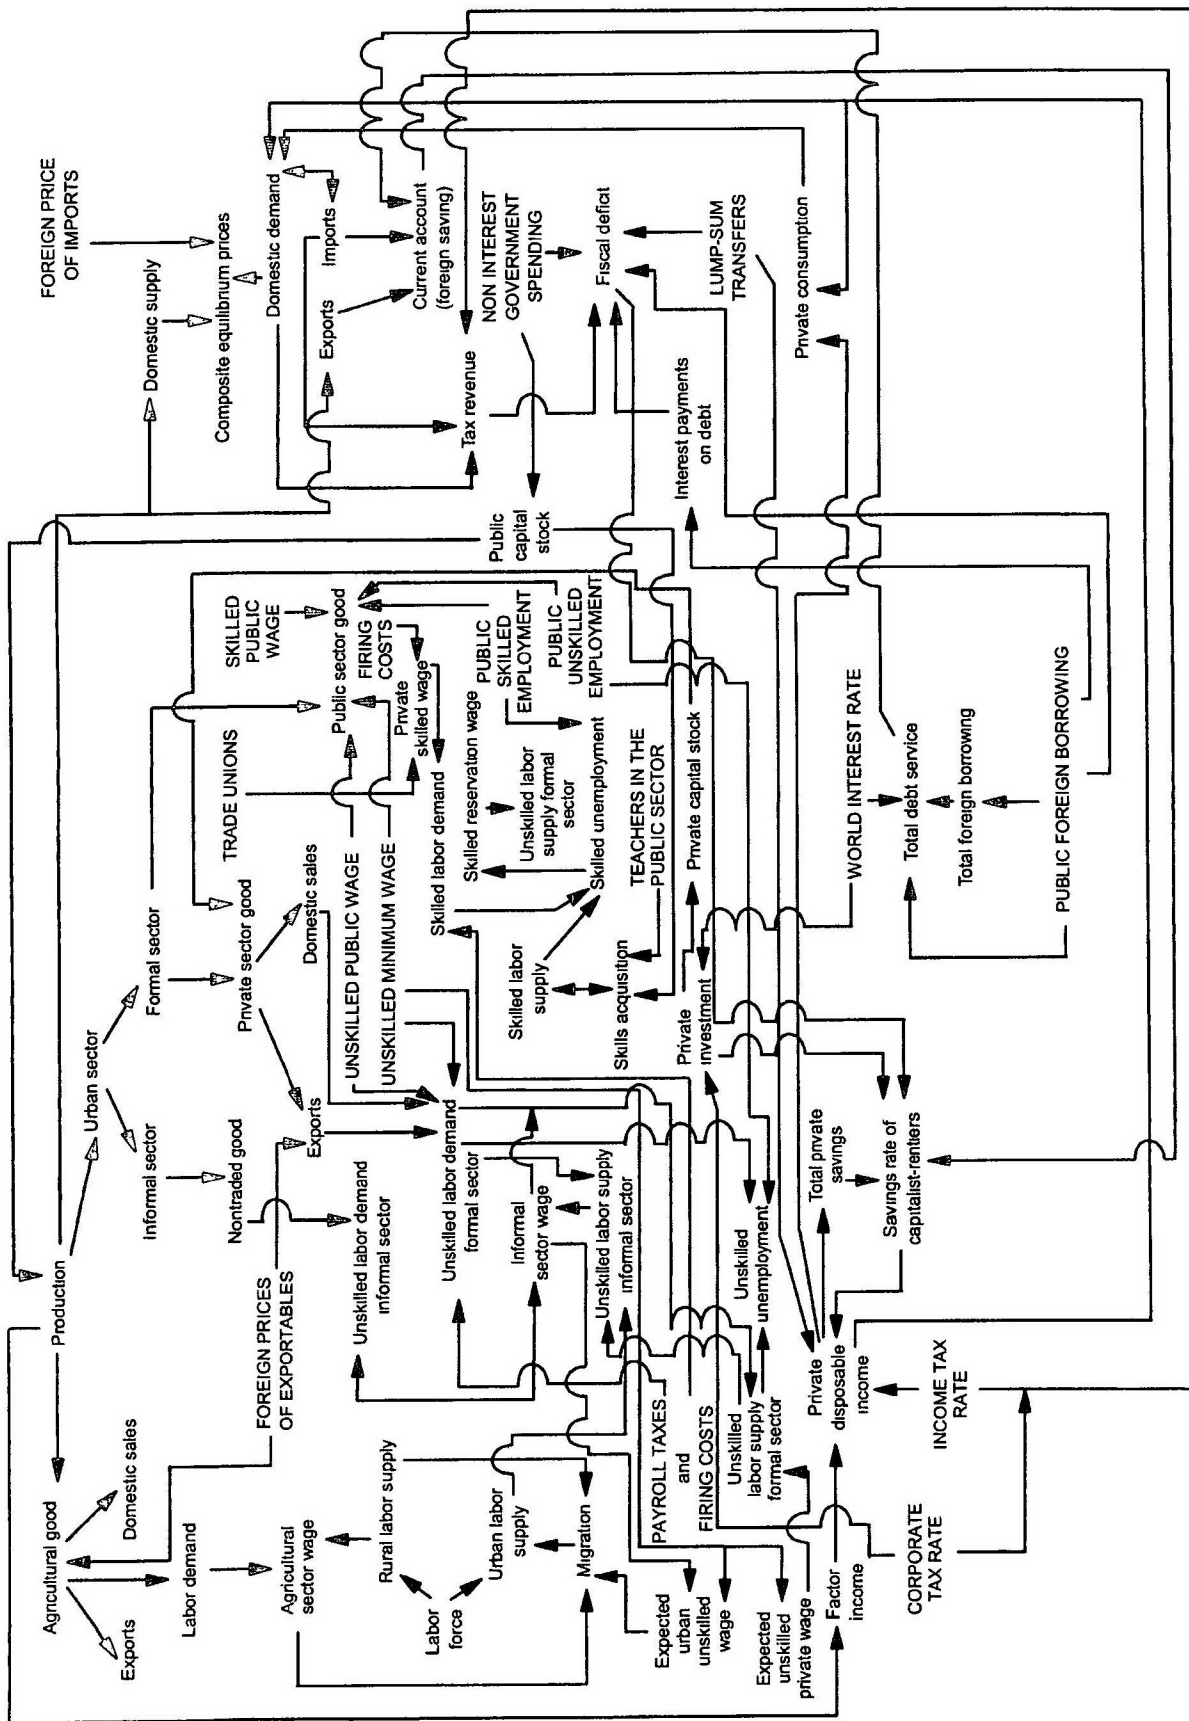 Production
Agricultural good
Exports
Domestic sales
Labor demand
Agricultural
sector wage
Rural labor supply
Labor
force
Urban labor
supply
Migration
Expected
urban
unskilled
wage
Expected
unskilled
private wage
Factor
income
CORPORATE
TAX RATE
Urban sector
Informal sector
Formal sector
Nontraded good
Private sector good
FOREIGN PRICES
OF EXPORTABLES
Exports
Domestic sales
Unskilled labor demand
informal sector
Unskilled labor demand
formal sector
Informal
sector wage
Unskilled labor supply
informal sector
PAYROLL TAXES
and
FIRING COSTS
Unskilled
labor supply
formal sector
Unskilled
unemployment
Private
disposable
income
INCOME TAX
RATE
Total private
savings
Savings rate of
capitalist-rentiers
TRADE UNIONS
UNSKILLED PUBLIC WAGE
UNSKILLED MINIMUM WAGE
SKILLED
PUBLIC
WAGE
Public sector good
FIRING
COSTS
Private
skilled wage
Skilled labor demand
Skilled reservation wage
PUBLIC
SKILLED
EMPLOYMENT
Unskilled labor
supply formal
sector
PUBLIC
UNSKILLED
EMPLOYMENT
Skilled unemployment
Skilled labor
supply
Skills acquisition
TEACHERS IN THE
PUBLIC SECTOR
Private capital stock
Private
investment
WORLD INTEREST RATE
Total debt service
Total foreign borrowing
PUBLIC FOREIGN BORROWING
FOREIGN PRICE
OF IMPORTS
Domestic supply
Composite equilibrium prices
Domestic demand
Exports
Imports
Current account
(foreign saving)
Tax revenue
NON INTEREST
GOVERNMENT
SPENDING
Public
capital
stock
Fiscal deficit
Interest payments
on debt
LUMP-SUM
TRANSFERS
Private consumption